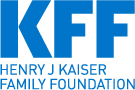 KFF
HENRY J KAISER
FAMILY FOUNDATION